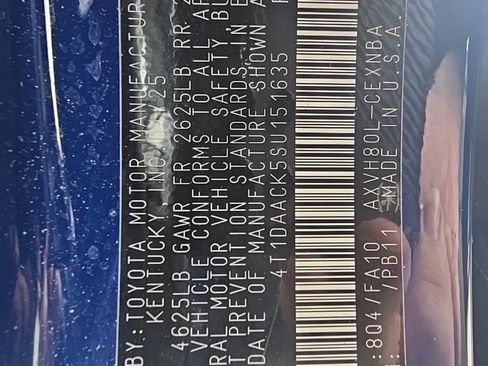 BY: TOYOTA MOTOR MANUFACTUR
KENTUCKY, INC. /25
4625LB GAWR FR 2625LB RR 2
VEHICLE CONFORMS TO ALL AP
RAL MOTOR VEHICLE SAFETY BU
T PREVENTION STANDARDS IN E
DATE OF MANUFACTURE SHOWN A
4T1DAACK5SU151635
:8Q4/FA10 AXVH80L-CEXNBA
:/PB11 MADE IN U.S.A.